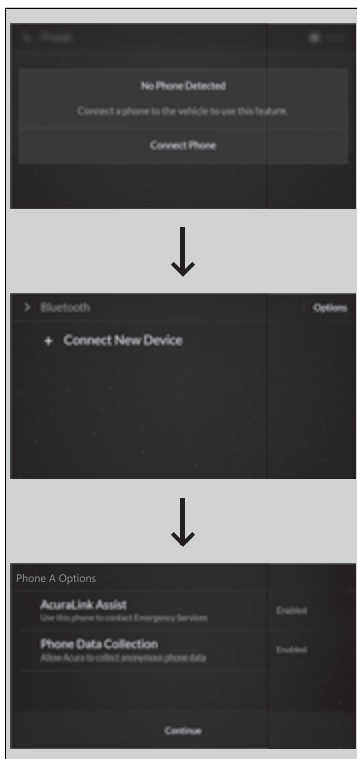 Phone
No Phone Detected
Connect a phone to the vehicle to use this feature.
Connect Phone
Bluetooth
Options
+ Connect New Device
Phone A Options
AcuraLink Assist
Use this phone to contact Emergency Services
Enabled
Phone Data Collection
Allow Acura to collect anonymous phone data
Enabled
Continue